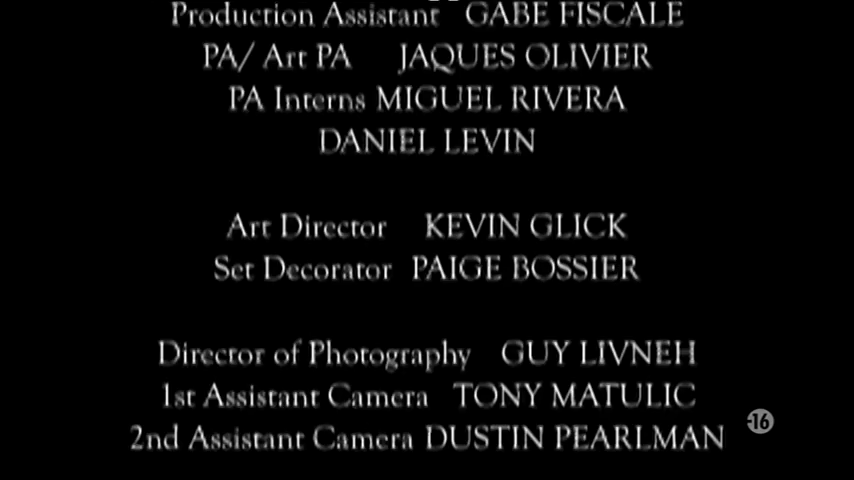 Production Assistant GABE FISCALE
PA/ Art PA JAQUES OLIVIER
PA Interns MIGUEL RIVERA
DANIEL LEVIN
Art Director KEVIN GLICK
Set Decorator PAIGE BOSSIER
Director of Photography GUY LIVNEH
1st Assistant Camera TONY MATULIC
2nd Assistant Camera DUSTIN PEARLMAN
-16